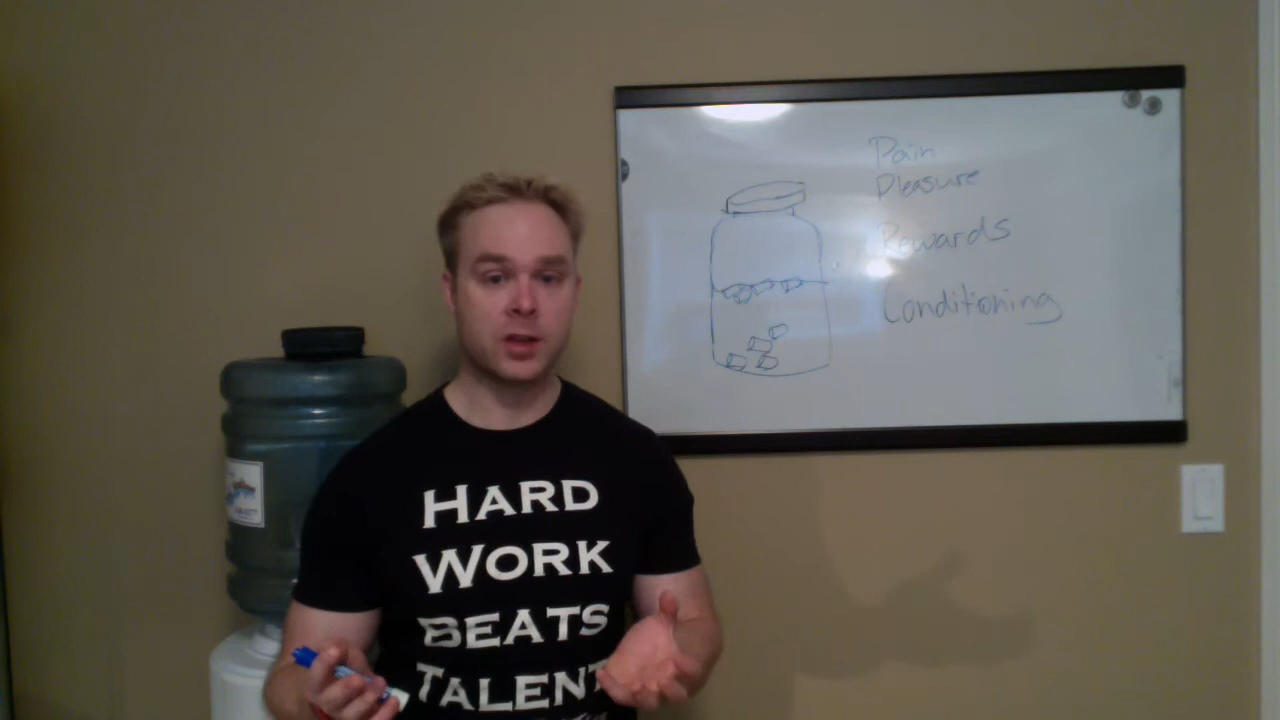 Pain
Pleasure
Rewards
Conditioning
HARD
WORK
BEATS
TALENT